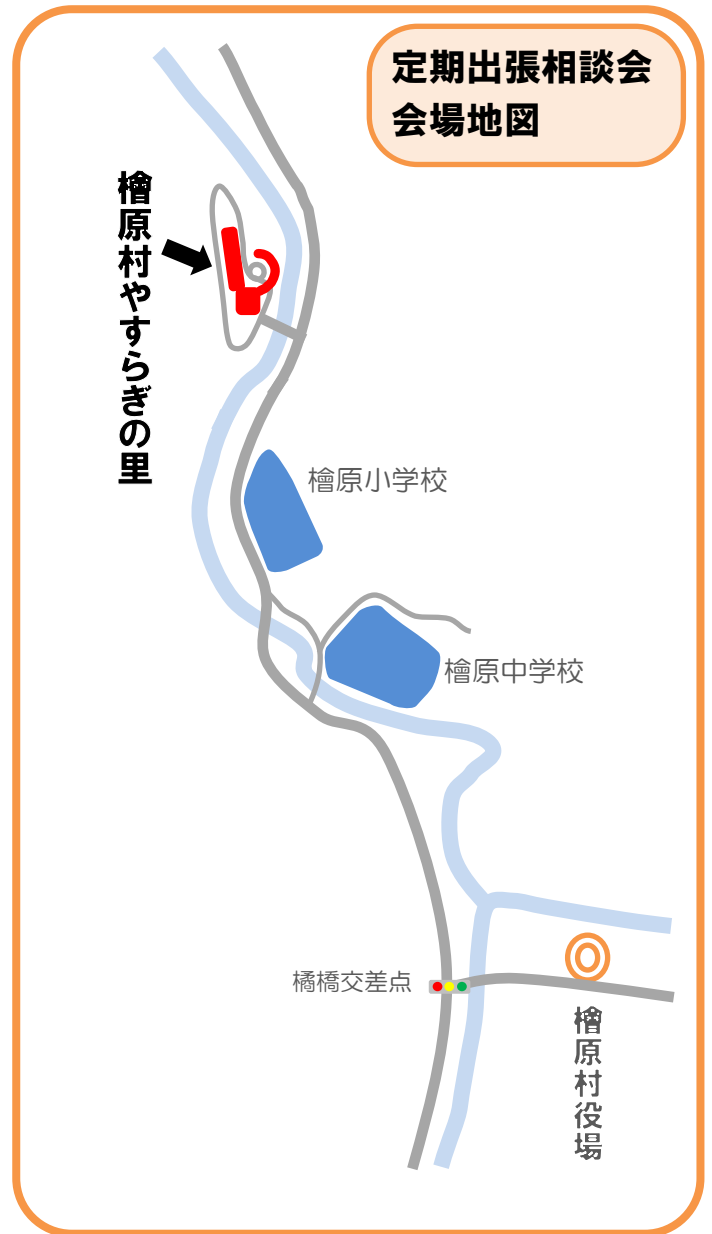 定期出張相談会
会場地図
檜原村やすらぎの里
檜原小学校
檜原中学校
橘橋交差点
檜原村役場